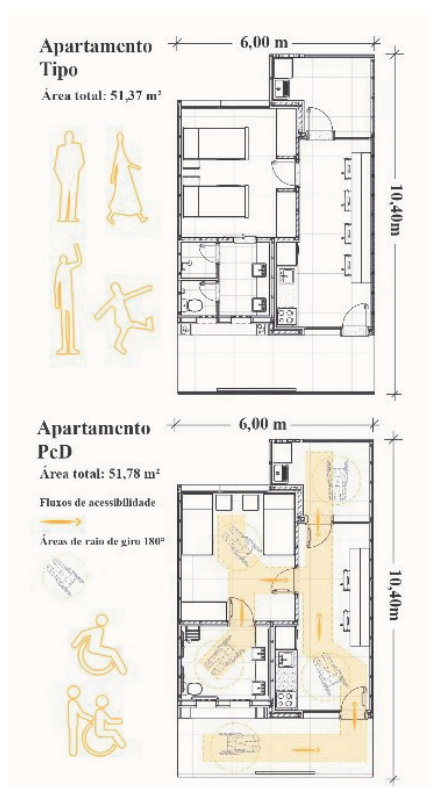 Apartamento
Tipo
Área total: 51,37 m²
6,00 m
10,40m
Apartamento
PcD
Área total: 51,78 m²
Fluxos de acessibilidade
Áreas de raio de giro 180°
6,00 m
10,40m